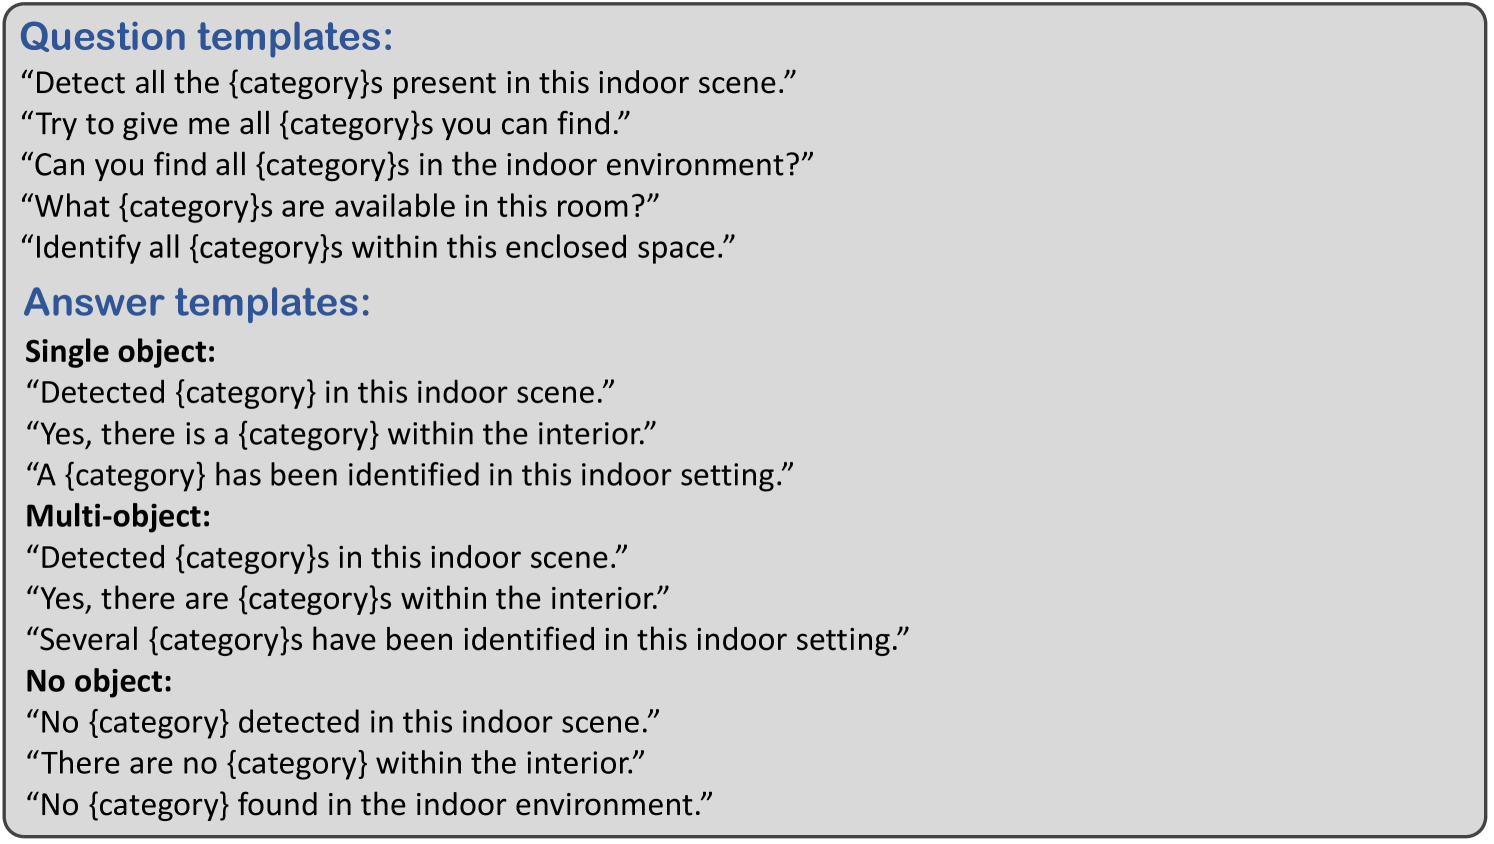 Question templates:
“Detect all the {category}s present in this indoor scene.”
“Try to give me all {category}s you can find.”
“Can you find all {category}s in the indoor environment?”
“What {category}s are available in this room?”
“Identify all {category}s within this enclosed space.”
Answer templates:
Single object:
“Detected {category} in this indoor scene.”
“Yes, there is a {category} within the interior.”
“A {category} has been identified in this indoor setting.”
Multi-object:
“Detected {category}s in this indoor scene.”
“Yes, there are {category}s within the interior.”
“Several {category}s have been identified in this indoor setting.”
No object:
“No {category} detected in this indoor scene.”
“There are no {category} within the interior.”
“No {category} found in the indoor environment.”